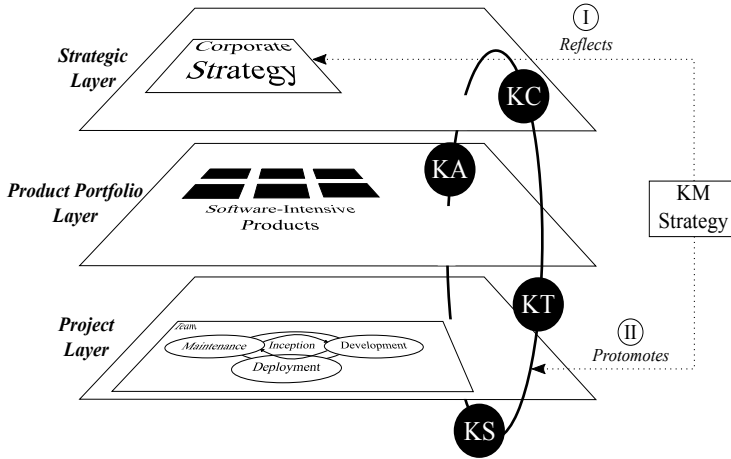 I
Reflects
Strategic
Layer
Corporate
Strategy
KC
KA
Product Portfolio
Layer
Software-Intensive
Products
KM
Strategy
KT
Project
Layer
Team
Maintenance
Inception
Development
Deployment
II
Protomotes
KS